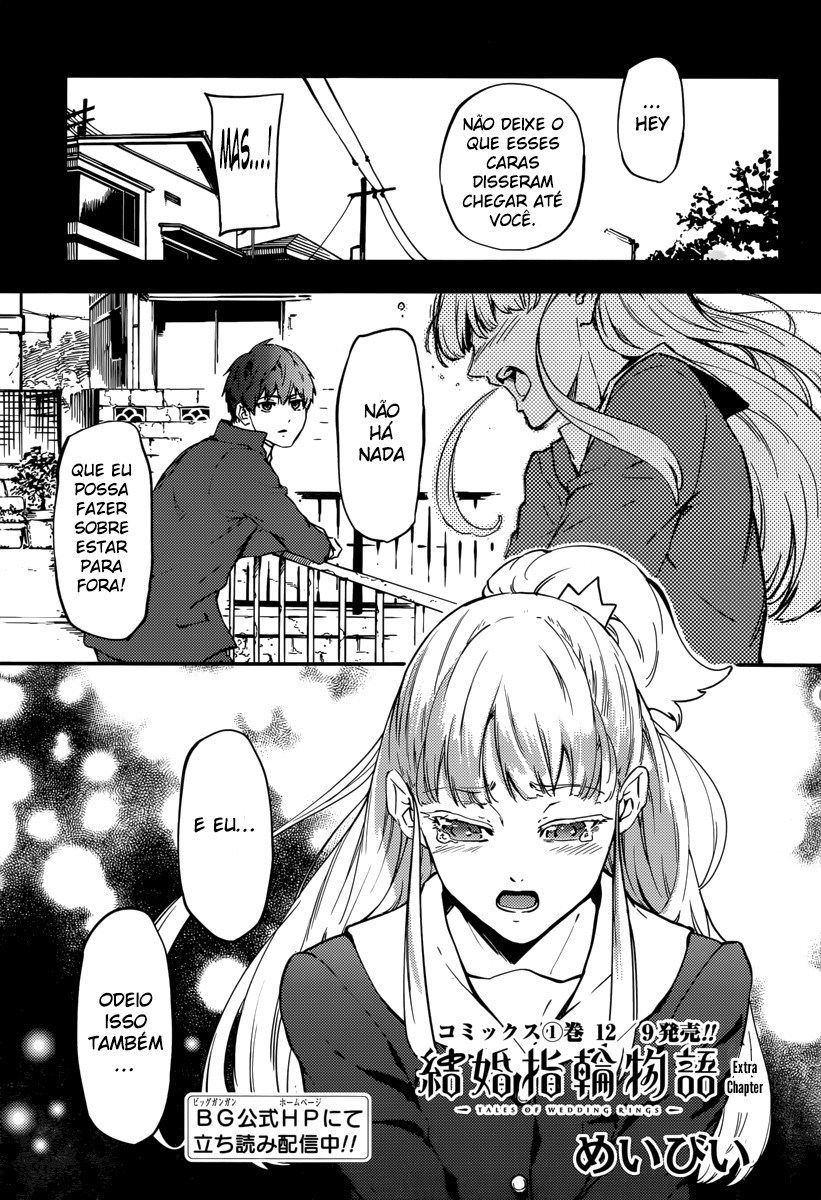 ...
HEY
NÃO DEIXE O
QUE ESSES
CARAS
DISSERAM
CHEGAR ATÉ
VOCÊ.
MAS....!
NÃO
HÁ
NADA
QUE EU
POSSA
FAZER
SOBRE
ESTAR
PARA
FORA!
E EU...
ODEIO
ISSO
TAMBÉM
コミックス①巻 12 9発売!!
結婚指輪物語
Extra
Chapter
TALES OF WEDDING RINGS
ビッグガンガン ホームページ
BG公式HPにて
立ち読み配信中!!
めいびい